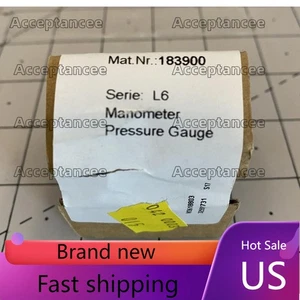 Acceptancee Acceptancee Acceptancee
Mat.Nr.:183900
Serie: L6
Manometer
Pressure Gauge
Acceptancee Acceptancee Acceptancee
Brand new
Fast shipping
Hot Sale
US